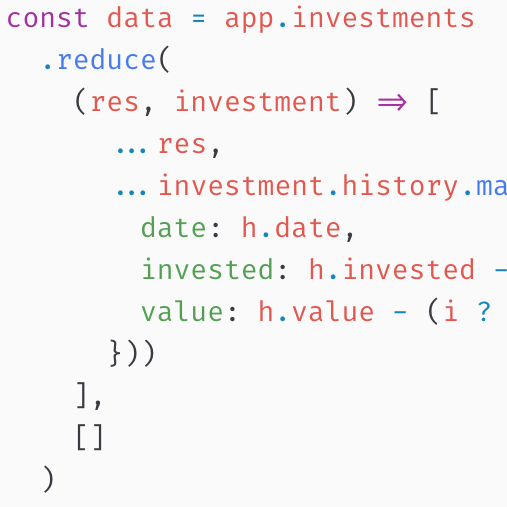 const data = app.investments
.reduce(
(res, investment) => [
...res,
...investment.history.ma
date: h.date,
invested: h.invested -
value: h.value - (i ?
}))
],
[]
)